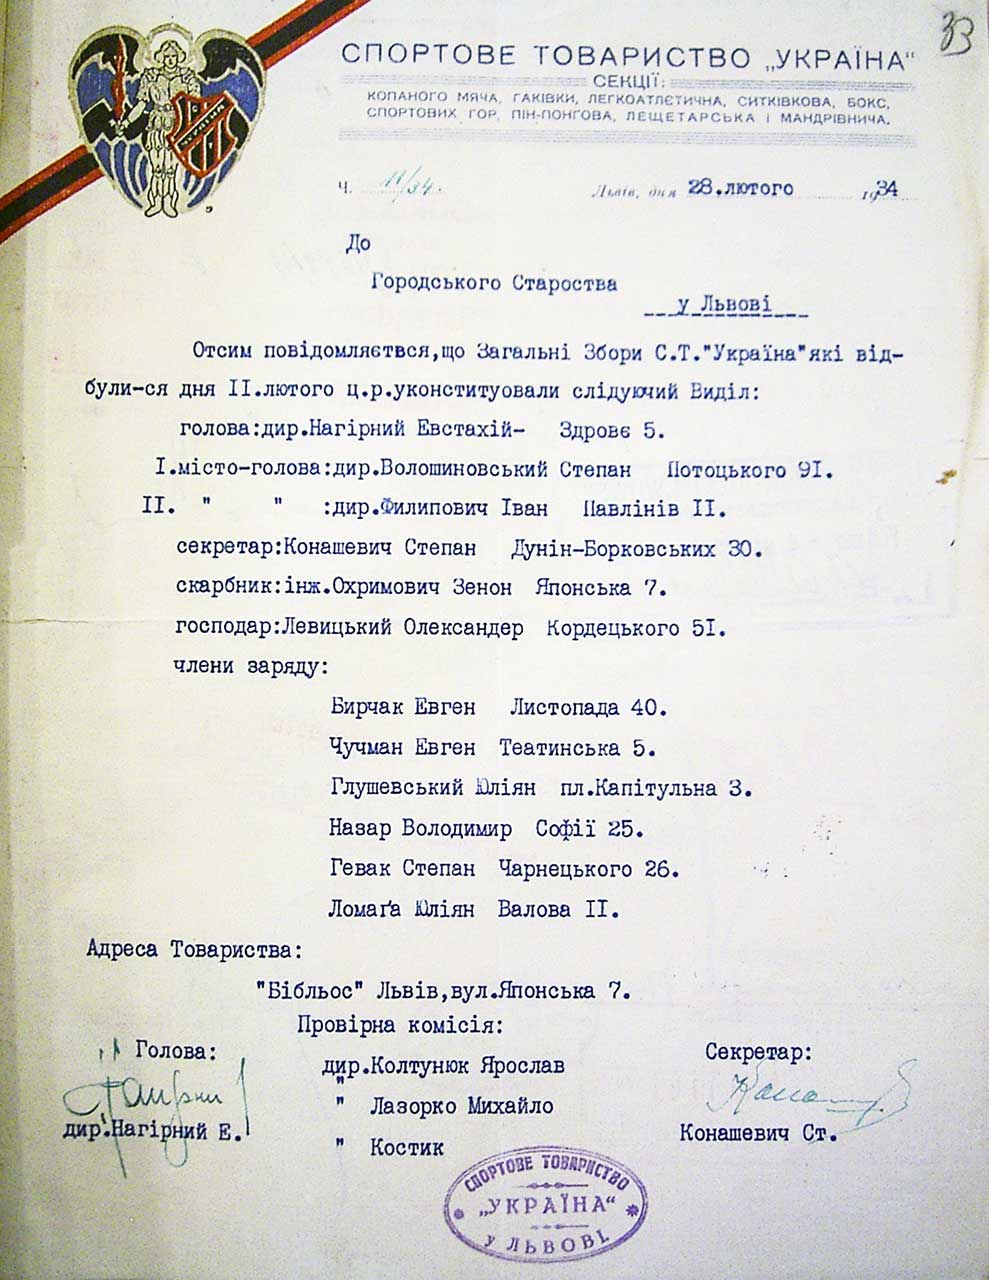 33
СПОРТОВЕ ТОВАРИСТВО „УКРАЇНА“
СЕКЦІЇ:
КОПАНОГО МЯЧА, ГАКІВКИ, ЛЕГКОАТЛЄТИЧНА, СИТКІВКОВА, БОКС,
СПОРТОВИХ ГОР, ПІН-ПОНГОВА, ЛЕЩЕТАРСЬКА І МАНДРІВНИЧА.
Ч. 11/34. Львів, дня 28.лютого 1934
До
Городського Староства
у Львові
Отсим повідомляєтвся,що Загальні Збори С.Т."Україна"які від-
були-ся дня II.лютого ц.р.уконституовали слідуючий Виділ:
голова:дир.Нагірний Евстахій- Здровє 5.
I.місто-голова:дир.Волошиновський Степан Потоцького 9I.
II. " " :дир.Филипович Іван Павлінів II.
секретар:Конашевич Степан Дунін-Борковських 30.
скарбник:інж.Охримович Зенон Японська 7.
господар:Левицький Олександер Кордецького 5I.
члени заряду:
Бирчак Евген Листопада 40.
Чучман Евген Театинська 5.
Глушевський Юліян пл.Капітульна 3.
Назар Володимир Софії 25.
Гевак Степан Чарнецького 26.
Ломаґа Юліян Валова II.
Адреса Товариства:
"Бібльос" Львів,вул.Японська 7.
Провірна комісія:
Голова: дир.Колтунюк Ярослав Секретар:
" Лазорко Михайло
дир.Нагірний Е. " Костик Конашевич Ст.
СПОРТОВЕ ТОВАРИСТВО
„УКРАЇНА“
У ЛЬВОВІ